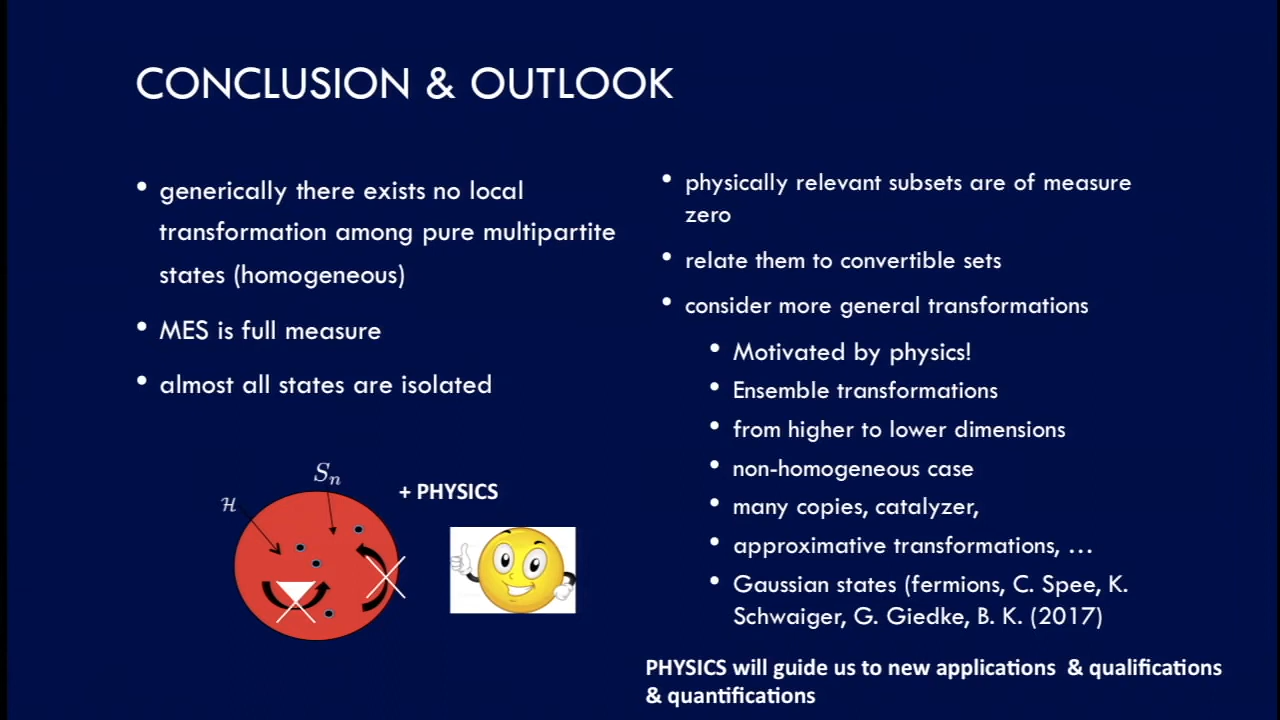 CONCLUSION & OUTLOOK
• generically there exists no local
transformation among pure multipartite
states (homogeneous)
• MES is full measure
• almost all states are isolated
S_n
ℋ
+ PHYSICS
• physically relevant subsets are of measure
zero
• relate them to convertible sets
• consider more general transformations
• Motivated by physics!
• Ensemble transformations
• from higher to lower dimensions
• non-homogeneous case
• many copies, catalyzer,
• approximative transformations, …
• Gaussian states (fermions, C. Spee, K.
Schwaiger, G. Giedke, B. K. (2017)
PHYSICS will guide us to new applications & qualifications
& quantifications